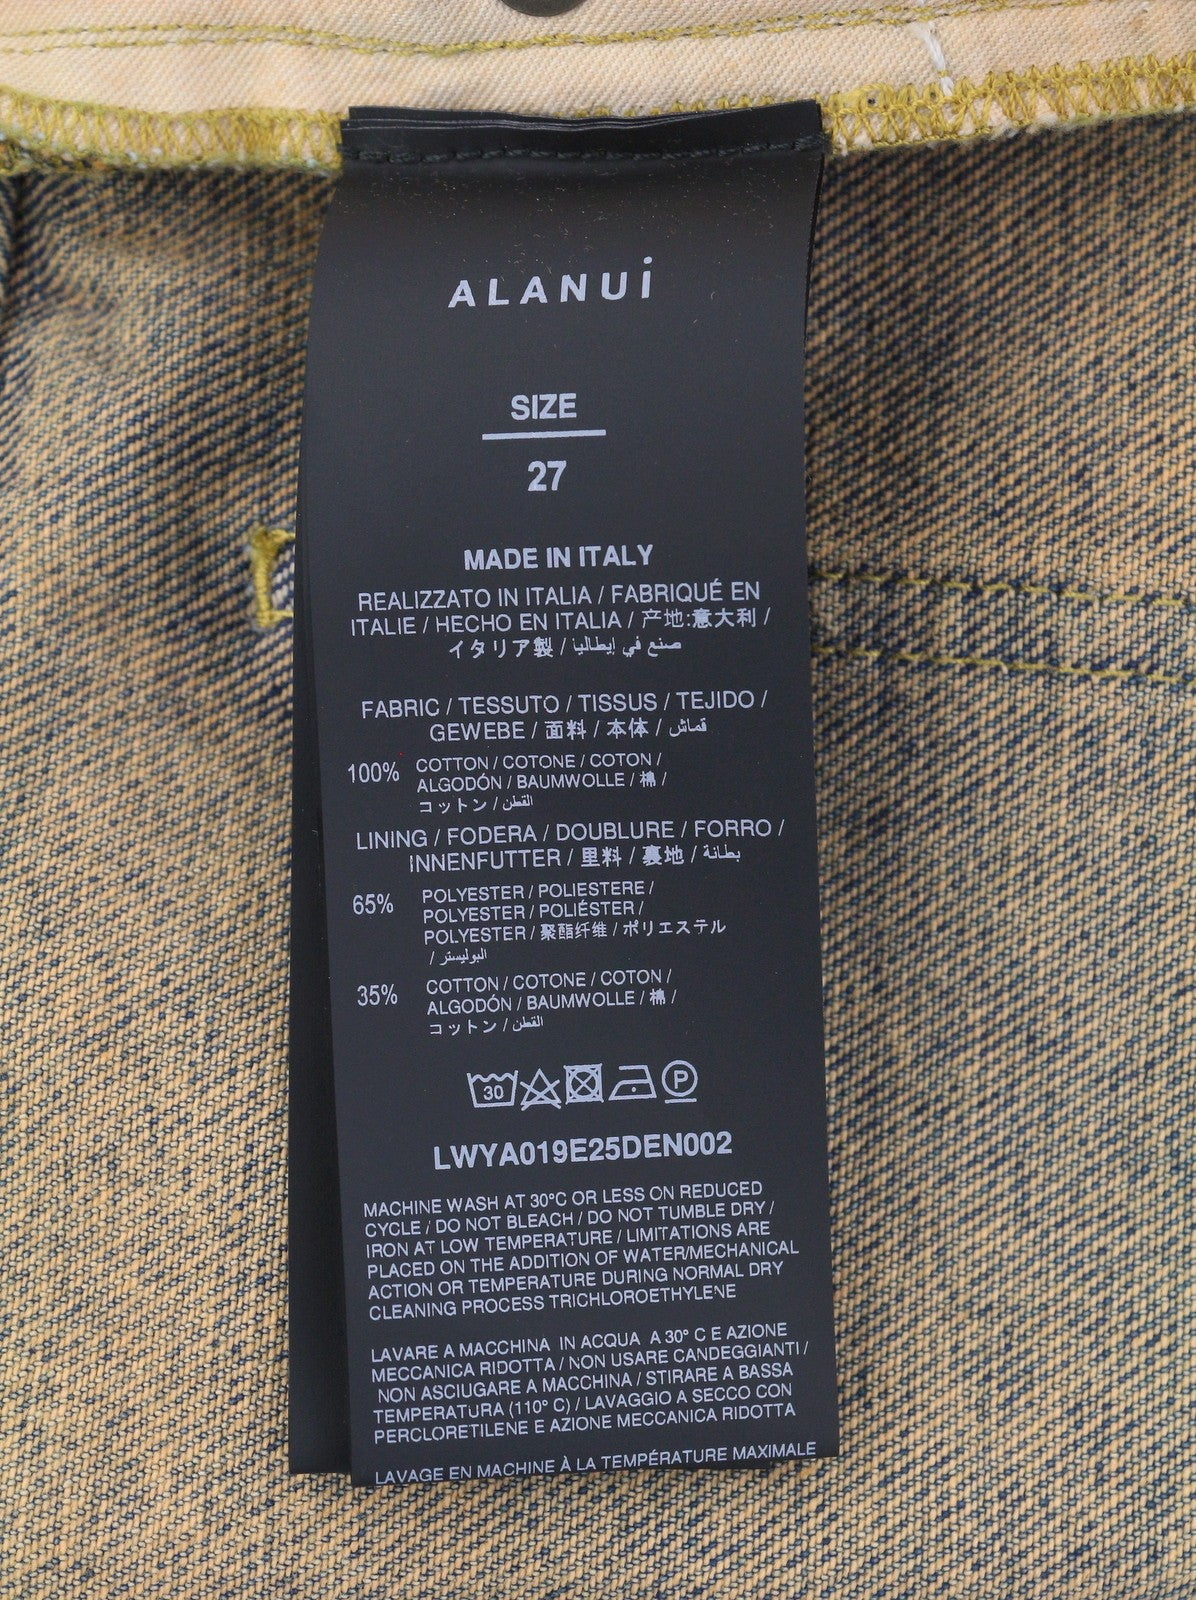 ALANUi
SIZE
27
MADE IN ITALY
REALIZZATO IN ITALIA / FABRIQUÉ EN
ITALIE / HECHO EN ITALIA / 产地:意大利 /
イタリア製 / صنع في إيطاليا
FABRIC / TESSUTO / TISSUS / TEJIDO /
GEWEBE / 面料 / 本体 / قماش
100% COTTON / COTONE / COTON /
ALGODÓN / BAUMWOLLE / 棉 /
コットン / القطن
LINING / FODERA / DOUBLURE / FORRO /
INNENFUTTER / 里料 / 裏地 / بطانة
65% POLYESTER / POLIESTERE /
POLYESTER / POLIÉSTER /
POLYESTER / 聚酯纤维 / ポリエステル
/ البوليستر
35% COTTON / COTONE / COTON /
ALGODÓN / BAUMWOLLE / 棉 /
コットン / القطن
30 P
LWYA019E25DEN002
MACHINE WASH AT 30°C OR LESS ON REDUCED
CYCLE / DO NOT BLEACH / DO NOT TUMBLE DRY /
IRON AT LOW TEMPERATURE / LIMITATIONS ARE
PLACED ON THE ADDITION OF WATER/MECHANICAL
ACTION OR TEMPERATURE DURING NORMAL DRY
CLEANING PROCESS TRICHLOROETHYLENE
LAVARE A MACCHINA IN ACQUA A 30° C E AZIONE
MECCANICA RIDOTTA / NON USARE CANDEGGIANTI /
NON ASCIUGARE A MACCHINA / STIRARE A BASSA
TEMPERATURA (110° C) / LAVAGGIO A SECCO CON
PERCLORETILENE E AZIONE MECCANICA RIDOTTA
LAVAGE EN MACHINE À LA TEMPÉRATURE MAXIMALE